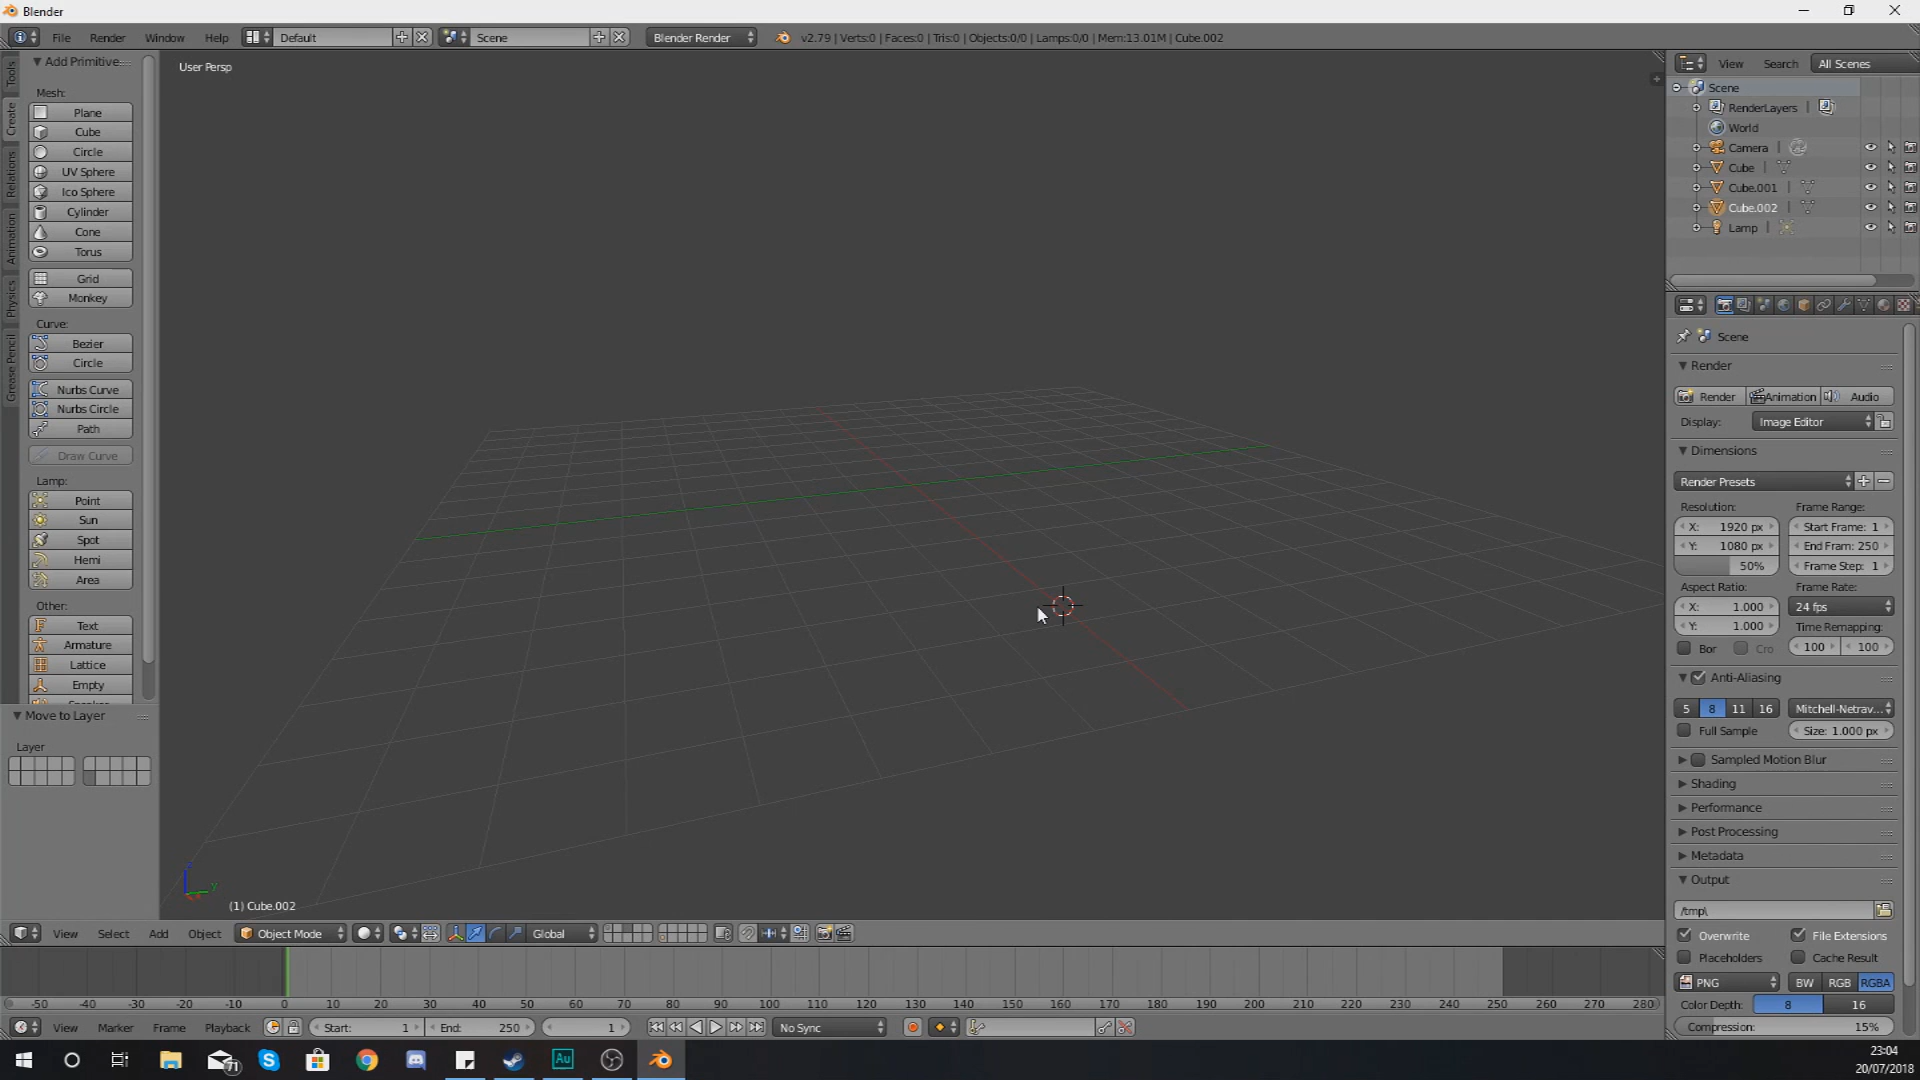 Blender
File Render Window Help Default Scene Blender Render v2.79 | Verts:0 | Faces:0 | Tris:0 | Objects:0/0 | Lamps:0/0 | Mem:13.01M | Cube.002
Tools
Create
Relations
Animation
Physics
Grease Pencil
Add Primitive
Mesh:
Plane
Cube
Circle
UV Sphere
Ico Sphere
Cylinder
Cone
Torus
Grid
Monkey
Curve:
Bezier
Circle
Nurbs Curve
Nurbs Circle
Path
Draw Curve
Lamp:
Point
Sun
Spot
Hemi
Area
Other:
Text
Armature
Lattice
Empty
Move to Layer
Layer
User Persp
y
(1) Cube.002
View Select Add Object Object Mode Global
-50 -40 -30 -20 -10 0 10 20 30 40 50 60 70 80 90 100 110 120 130 140 150 160 170 180 190 200 210 220 230 240 250 260 270 280
View Marker Frame Playback Start: 1 End: 250 1 No Sync
View Search All Scenes
Scene
RenderLayers |
World
Camera |
Cube |
Cube.001 |
Cube.002 |
Lamp |
Scene
Render
Render Animation Audio
Display: Image Editor
Dimensions
Render Presets
Resolution: Frame Range:
X: 1920 px Start Frame: 1
Y: 1080 px End Fram: 250
50% Frame Step: 1
Aspect Ratio: Frame Rate:
X: 1.000 24 fps
Y: 1.000 Time Remapping:
Bor Cro 100 100
Anti-Aliasing
5 8 11 16 Mitchell-Netrav...
Full Sample Size: 1.000 px
Sampled Motion Blur
Shading
Performance
Post Processing
Metadata
Output
/tmp\
Overwrite File Extensions
Placeholders Cache Result
PNG BW RGB RGBA
Color Depth: 8 16
Compression: 15%
71
Au
23:04
20/07/2018